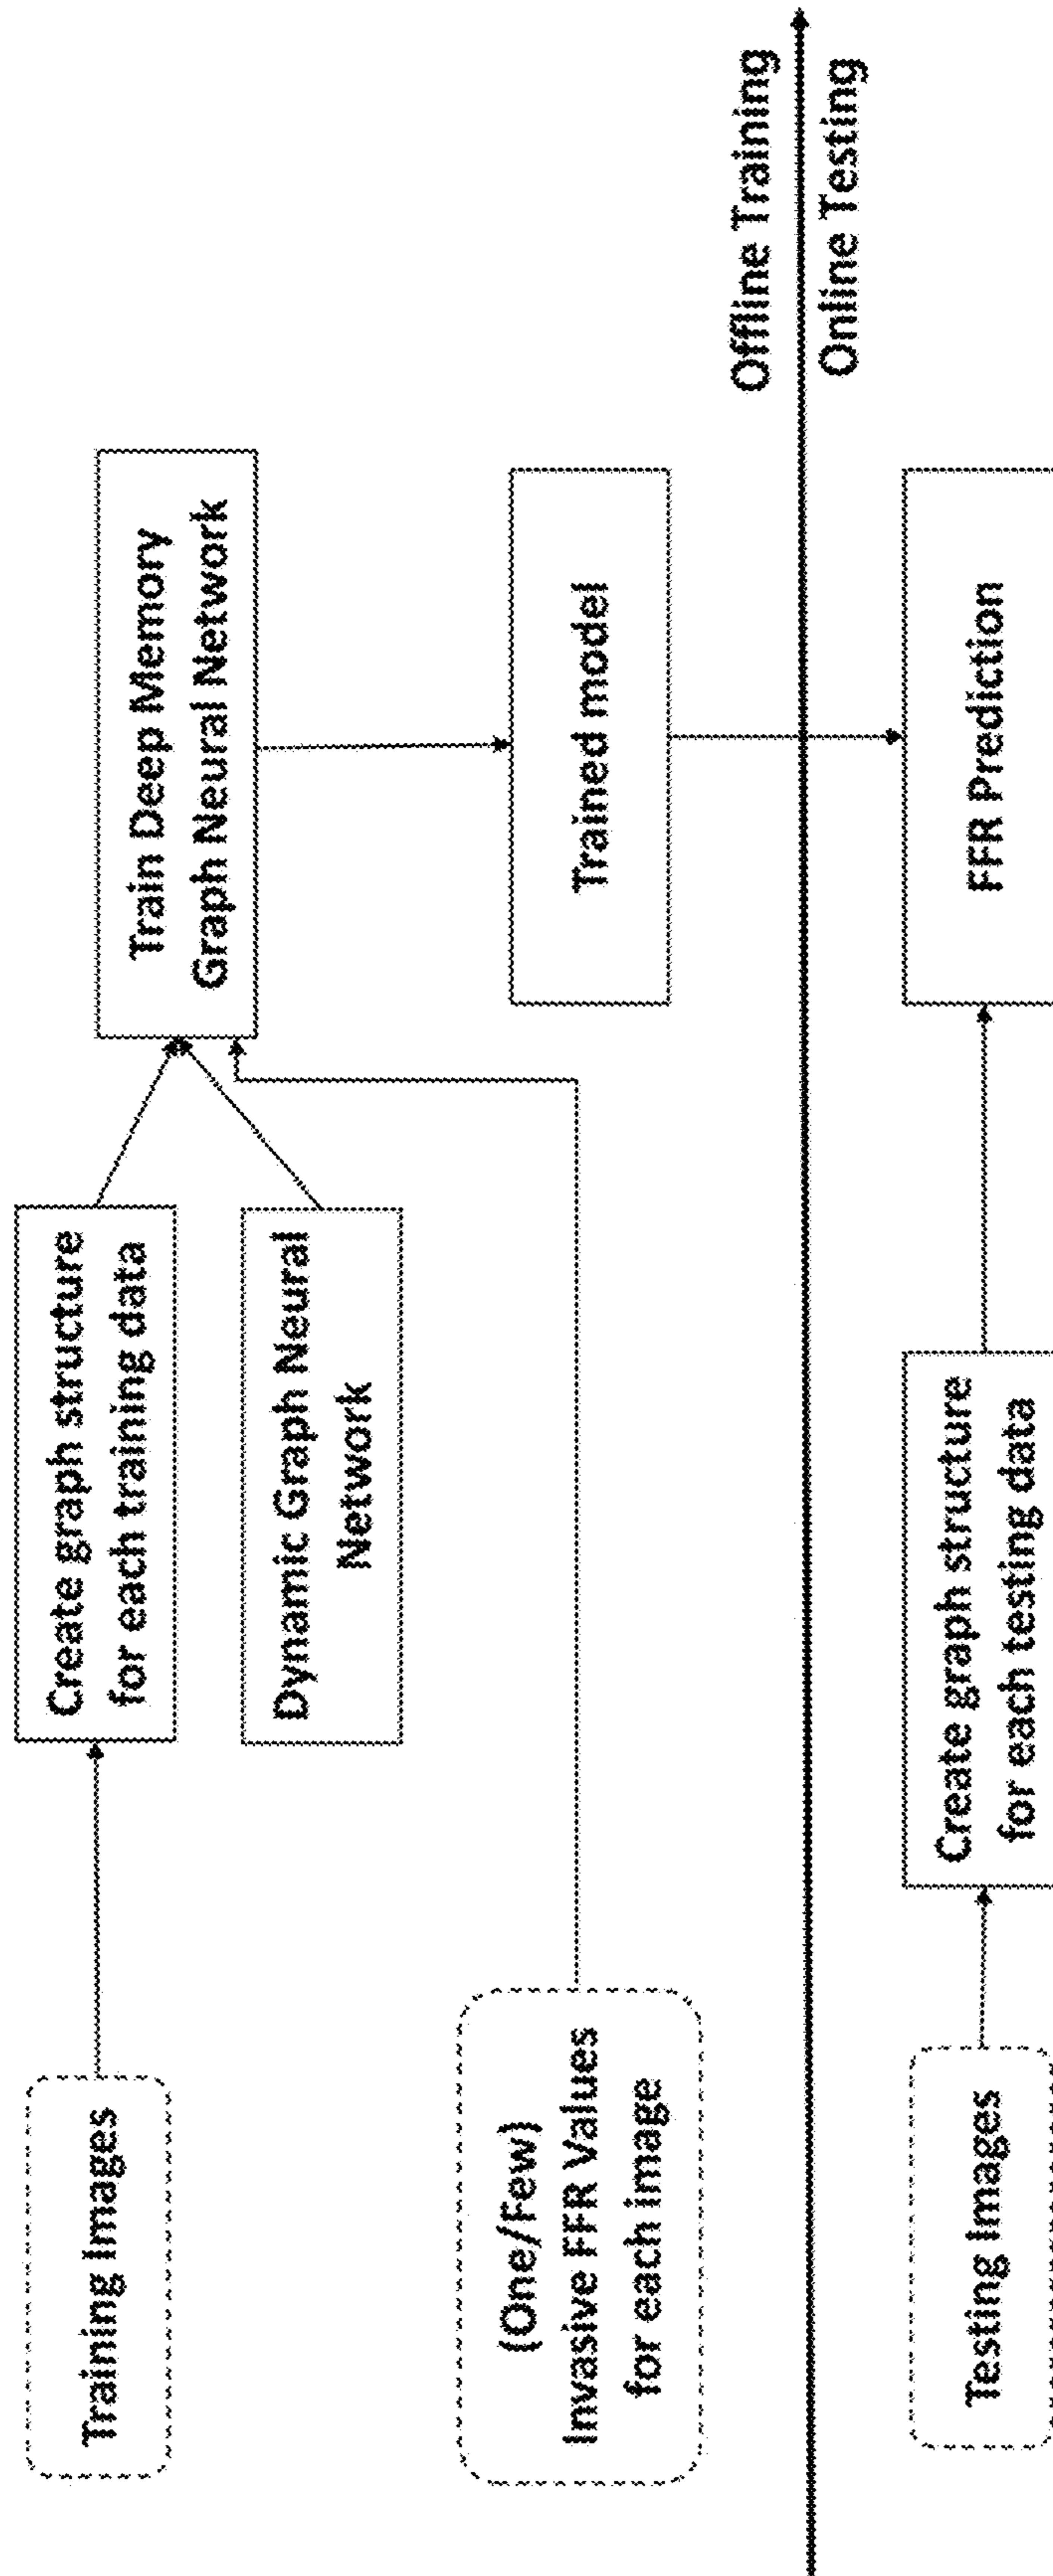 Training Images
Create graph structure
for each training data
Train Deep Memory
Graph Neural Network
Dynamic Graph Neural
Network
(One/Few)
Invasive FFR Values
for each image
Trained model
Offline Training
Online Testing
Testing Images
Create graph structure
for each testing data
FFR Prediction